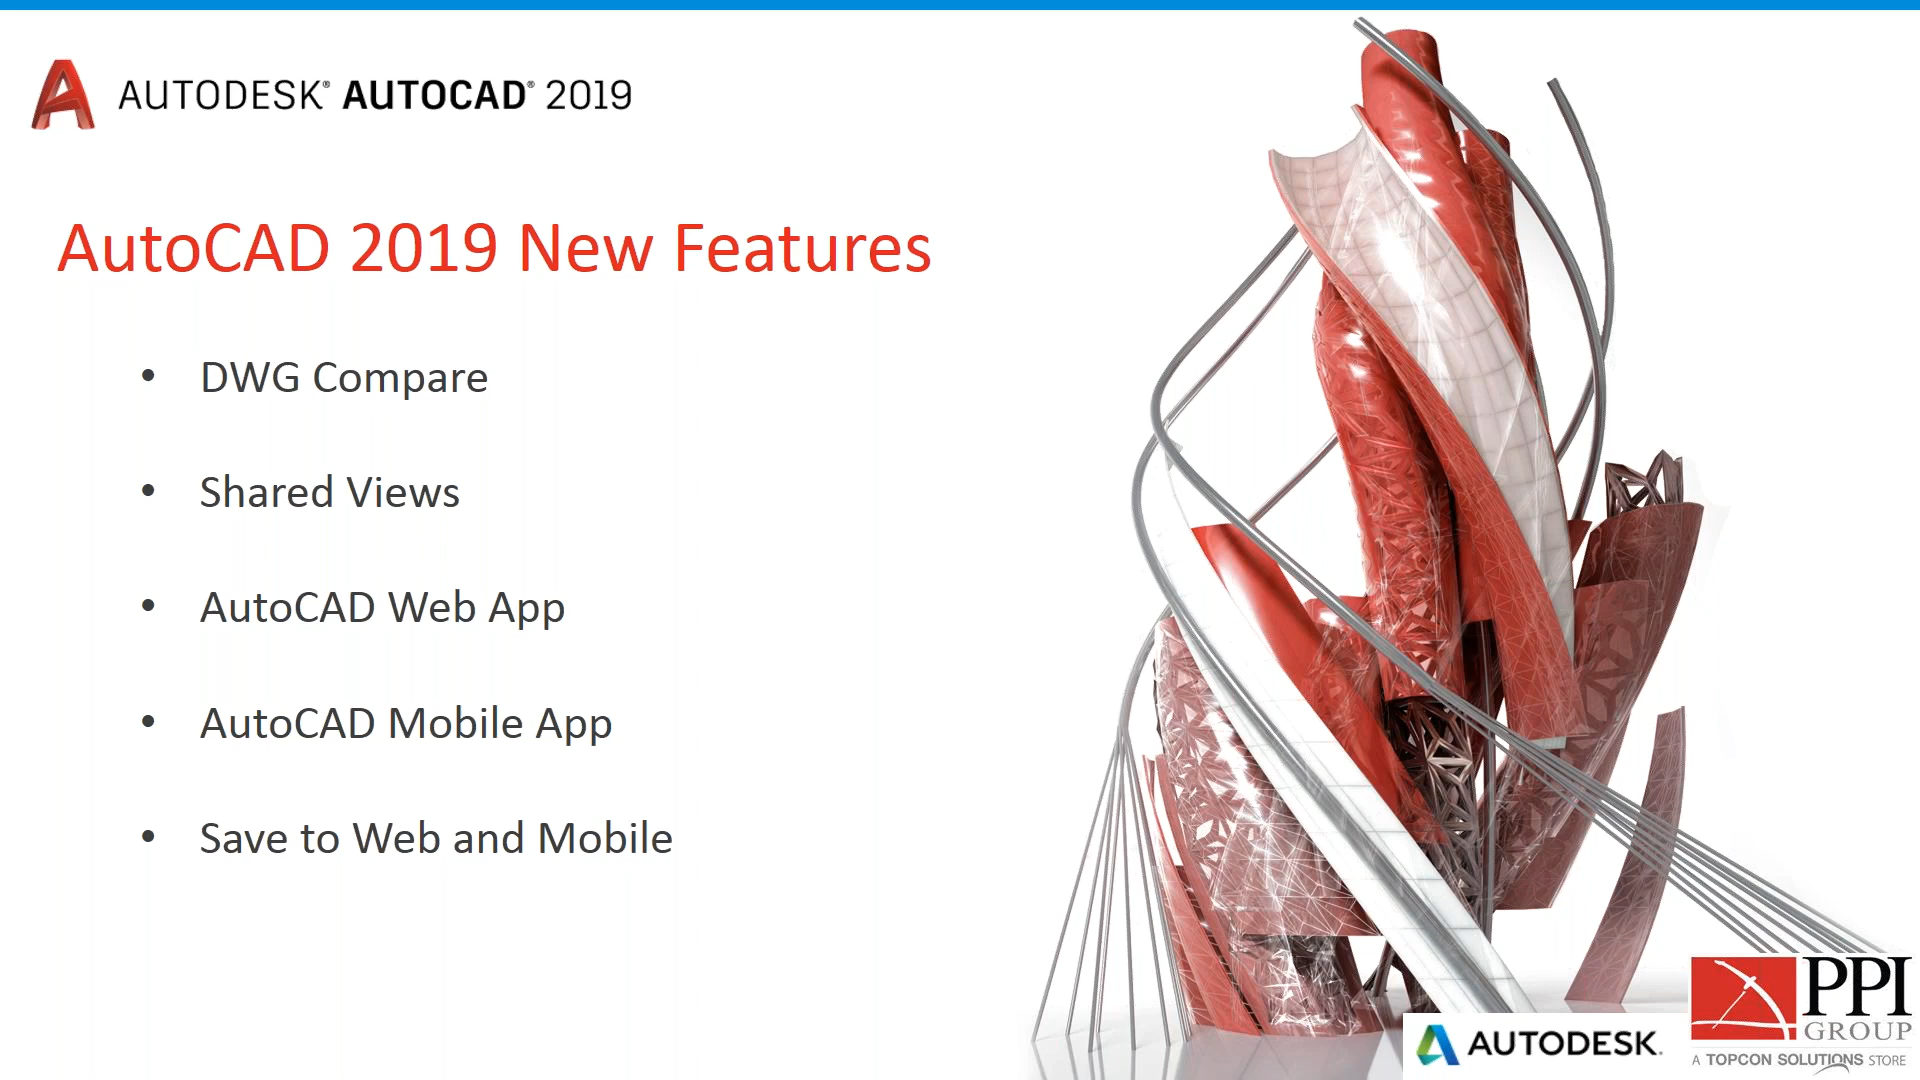 AUTODESK® AUTOCAD® 2019
AutoCAD 2019 New Features
• DWG Compare
• Shared Views
• AutoCAD Web App
• AutoCAD Mobile App
• Save to Web and Mobile
AUTODESK.
PPI
GROUP
A TOPCON SOLUTIONS STORE